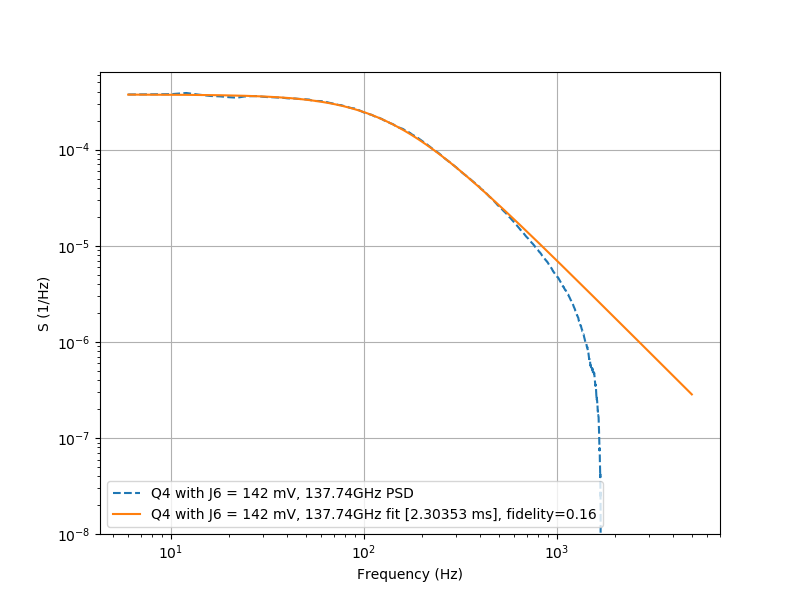 10⁻⁴
10⁻⁵
10⁻⁶
10⁻⁷
10⁻⁸
S (1/Hz)
Q4 with J6 = 142 mV, 137.74GHz PSD
Q4 with J6 = 142 mV, 137.74GHz fit [2.30353 ms], fidelity=0.16
10¹ 10² 10³
Frequency (Hz)